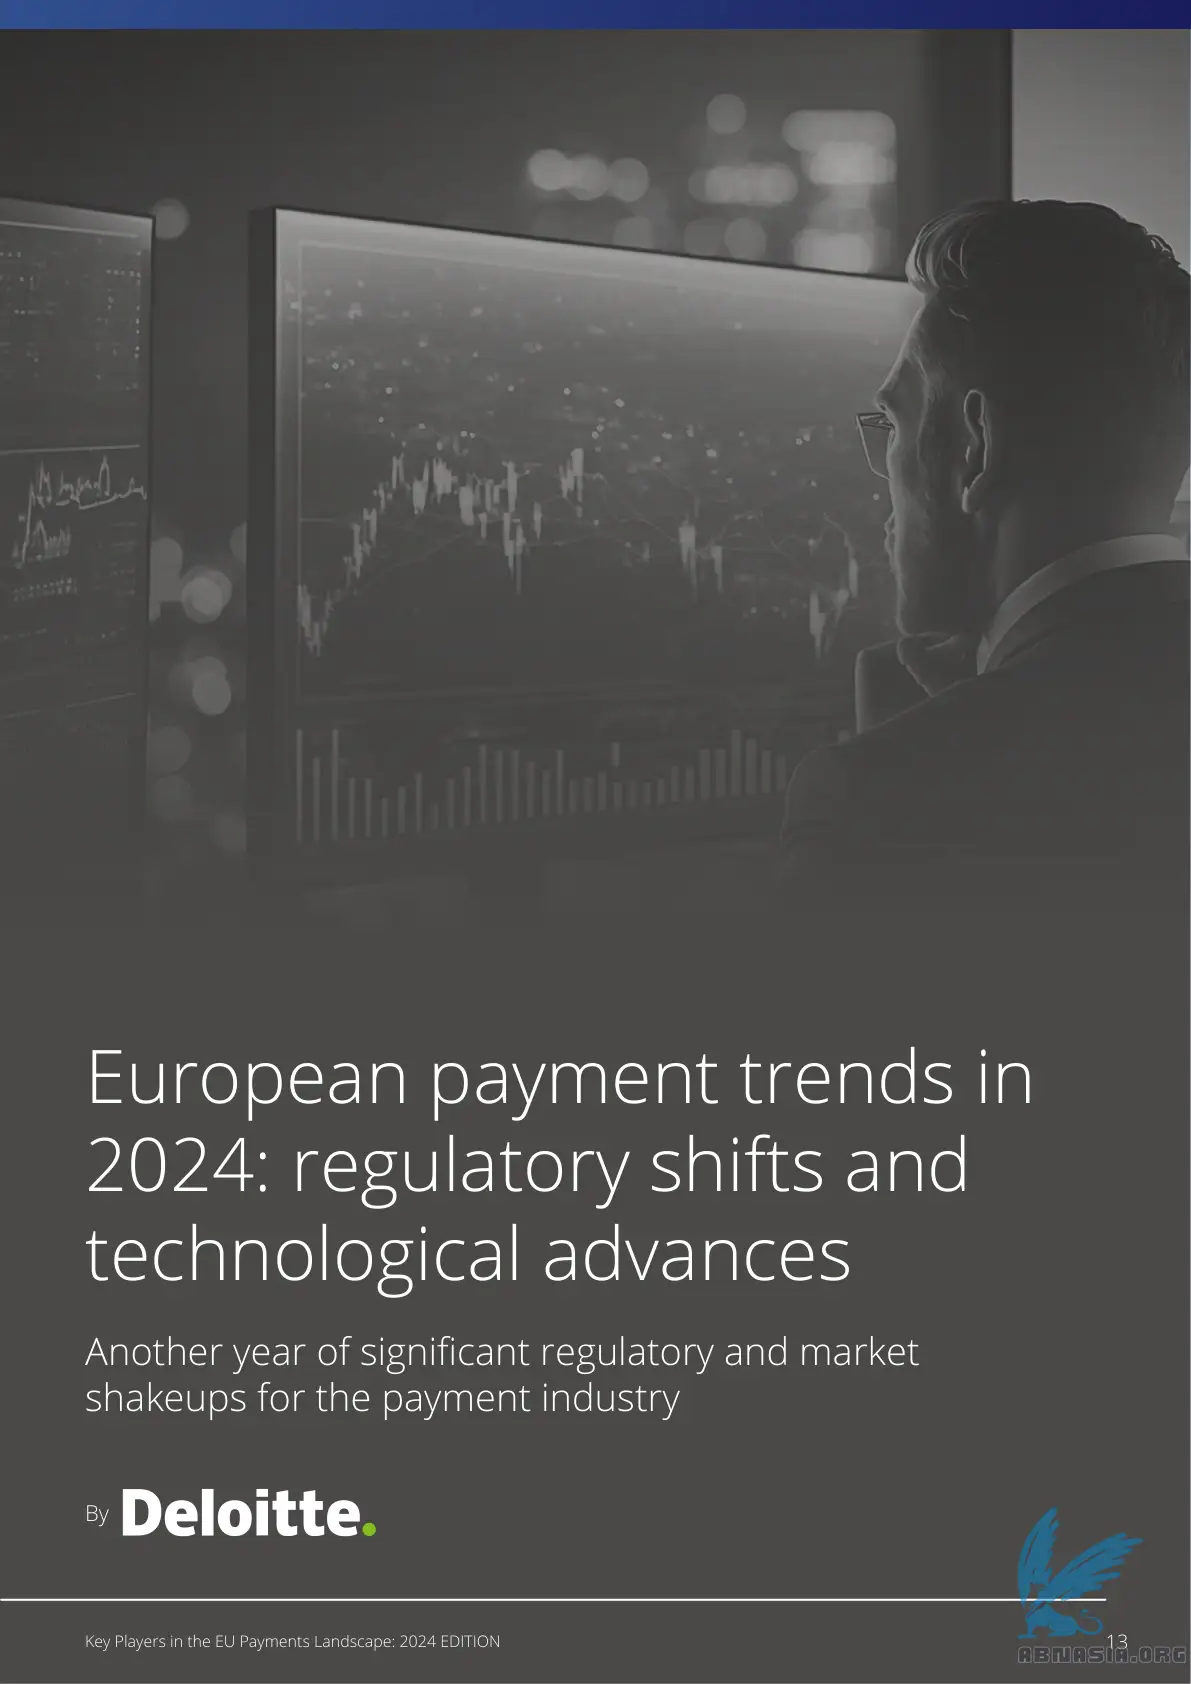 European payment trends in
2024: regulatory shifts and
technological advances
Another year of significant regulatory and market
shakeups for the payment industry
By Deloitte.
Key Players in the EU Payments Landscape: 2024 EDITION
13
ABNASIA.ORG